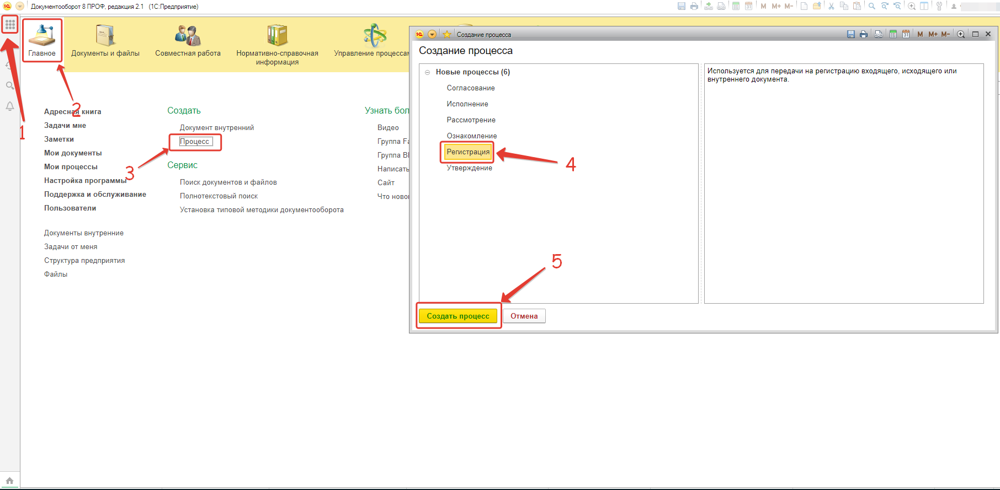 Документооборот 8 ПРОФ, редакция 2.1 (1С:Предприятие)
M M+ M-
Главное
Документы и файлы
Совместная работа
Нормативно-справочная
информация
Управление процессам
1
2
Адресная книга
Задачи мне
Заметки
Мои документы
Мои процессы
Настройка программы
Поддержка и обслуживание
Пользователи
Документы внутренние
Задачи от меня
Структура предприятия
Файлы
Создать
Документ внутренний
Процесс
3
Сервис
Поиск документов и файлов
Полнотекстовый поиск
Установка типовой методики документооборота
Узнать бол
Видео
Группа Fa
Группа
Написать
Сайт
Что ново
Создание процесса
M M+ M-
Создание процесса
Новые процессы (6)
Согласование
Исполнение
Рассмотрение
Ознакомление
Регистрация
4
Утверждение
Используется для передачи на регистрацию входящего, исходящего или
внутреннего документа.
5
Создать процесс
Отмена